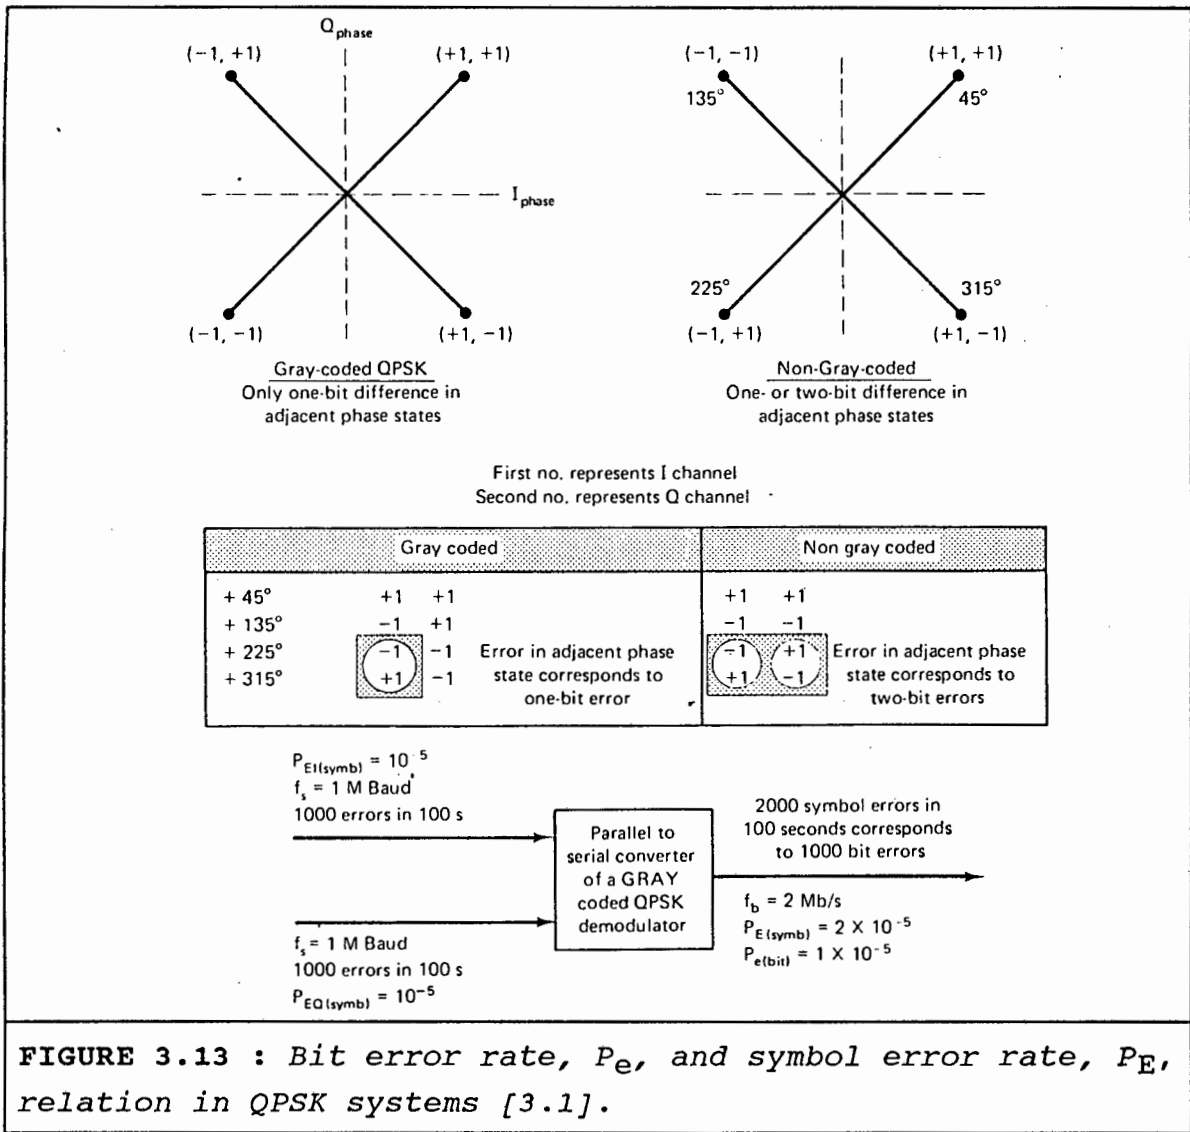 Q phase
(-1, +1)
(+1, +1)
I phase
(-1, -1)
(+1, -1)
Gray-coded QPSK
Only one-bit difference in
adjacent phase states
(-1, -1)
(+1, +1)
135°
45°
225°
315°
(-1, +1)
(+1, -1)
Non-Gray-coded
One- or two-bit difference in
adjacent phase states
First no. represents I channel
Second no. represents Q channel
Gray coded
Non gray coded
+ 45° +1 +1
+ 135° -1 +1
+ 225° -1 -1
+ 315° +1 -1
Error in adjacent phase
state corresponds to
one-bit error
+1 +1
-1 -1
-1 +1
+1 -1
Error in adjacent phase
state corresponds to
two-bit errors
P EI(symb) = 10-5
f s = 1 M Baud
1000 errors in 100 s
f s = 1 M Baud
1000 errors in 100 s
P EQ(symb) = 10-5
Parallel to
serial converter
of a GRAY
coded QPSK
demodulator
2000 symbol errors in
100 seconds corresponds
to 1000 bit errors
f b = 2 Mb/s
P E(symb) = 2 X 10-5
P e(bit) = 1 X 10-5
FIGURE 3.13 : Bit error rate, Pe, and symbol error rate, PE,
relation in QPSK systems [3.1].